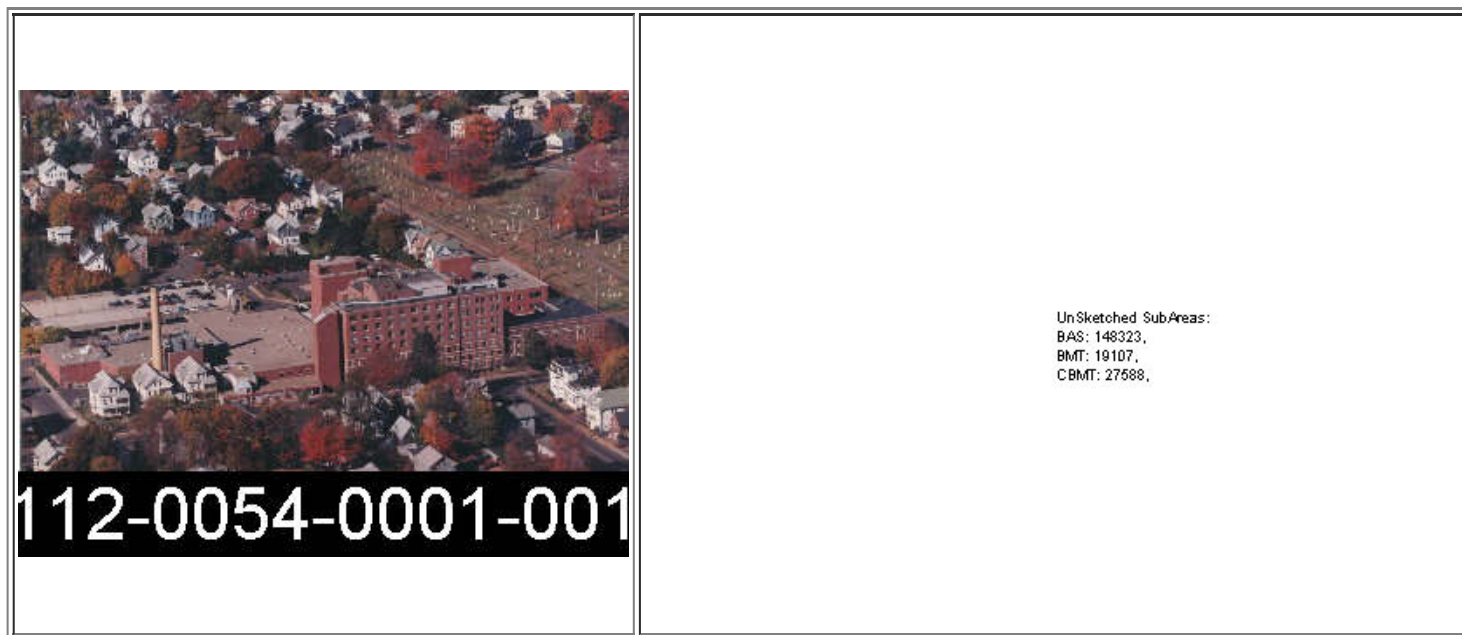 112-0054-0001-001
UnSketched SubAreas:
BAS: 148323,
BMT: 19107,
CBMT: 27588,